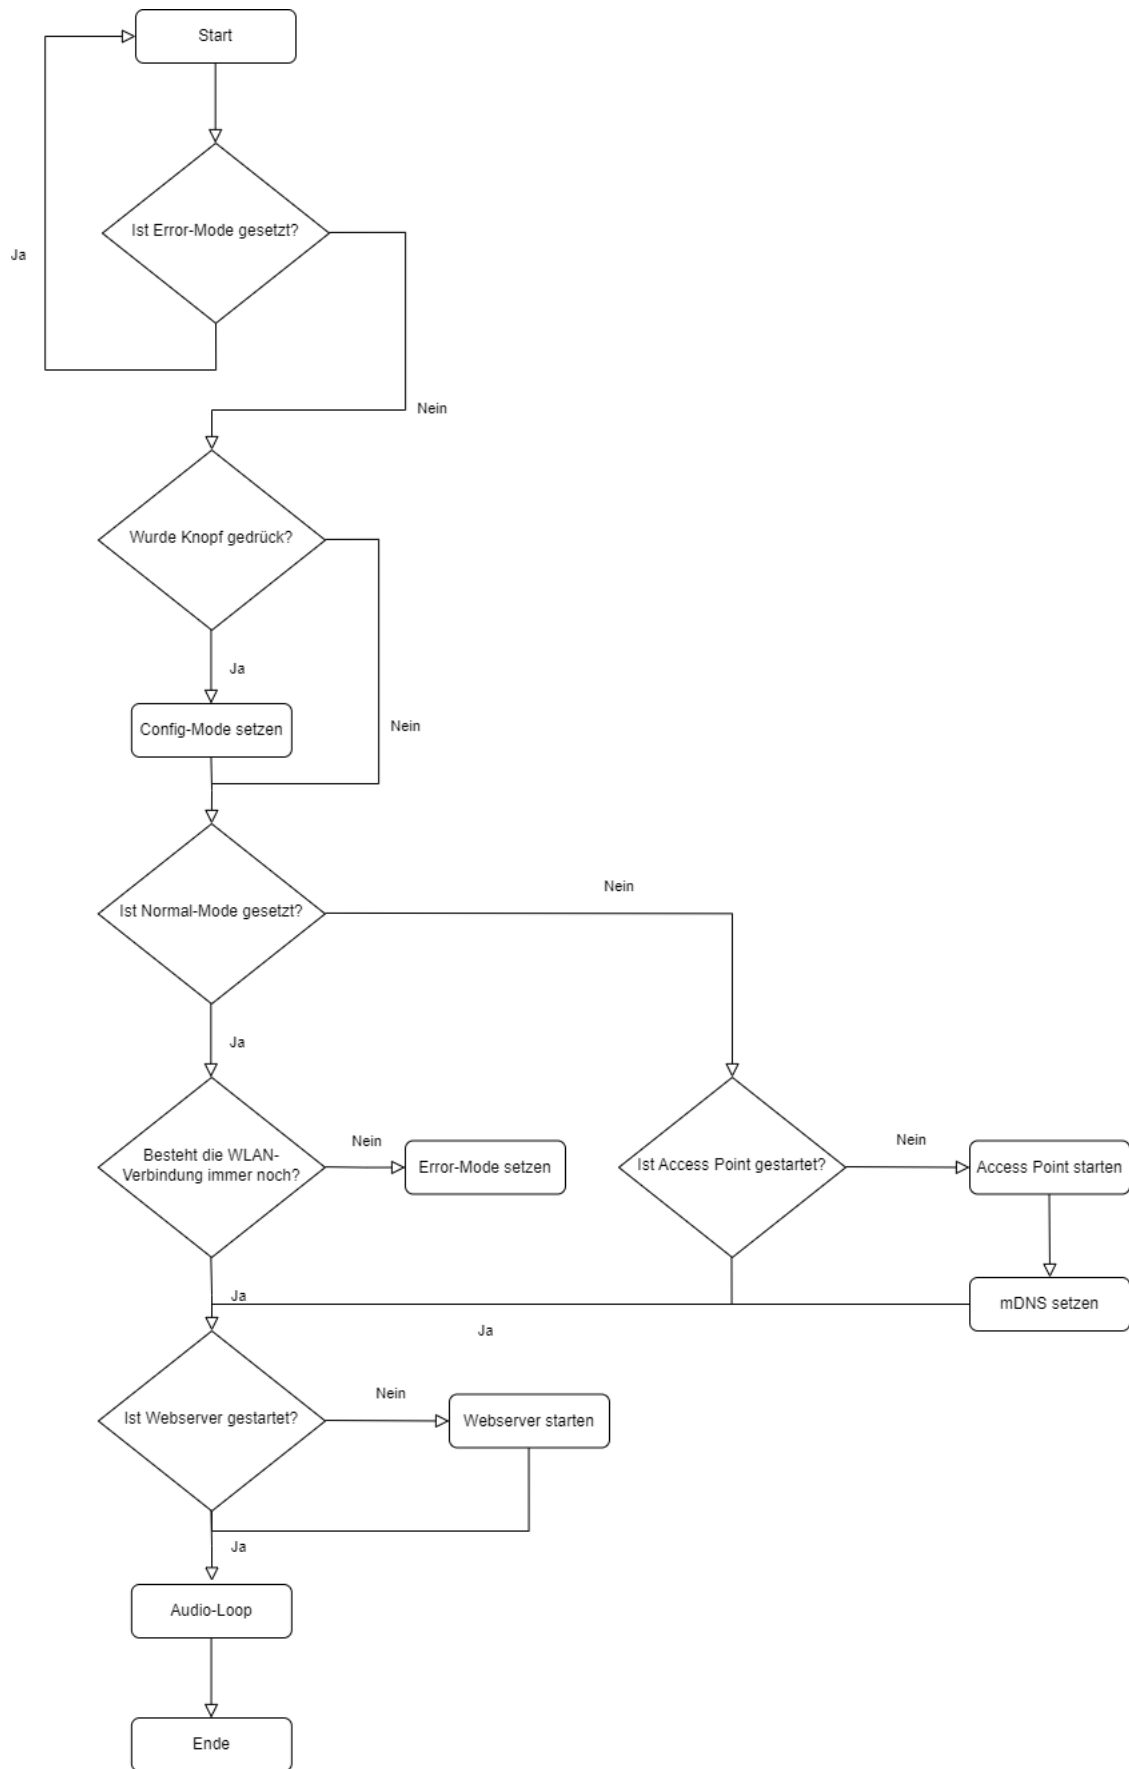 Start
Ist Error-Mode gesetzt?
Ja
Nein
Wurde Knopf gedrück?
Ja
Config-Mode setzen
Nein
Nein
Ist Normal-Mode gesetzt?
Ja
Besteht die WLAN-
Verbindung immer noch?
Nein
Error-Mode setzen
Ist Access Point gestartet?
Nein
Access Point starten
Ja
mDNS setzen
Ja
Nein
Ist Webserver gestartet?
Webserver starten
Ja
Audio-Loop
Ende